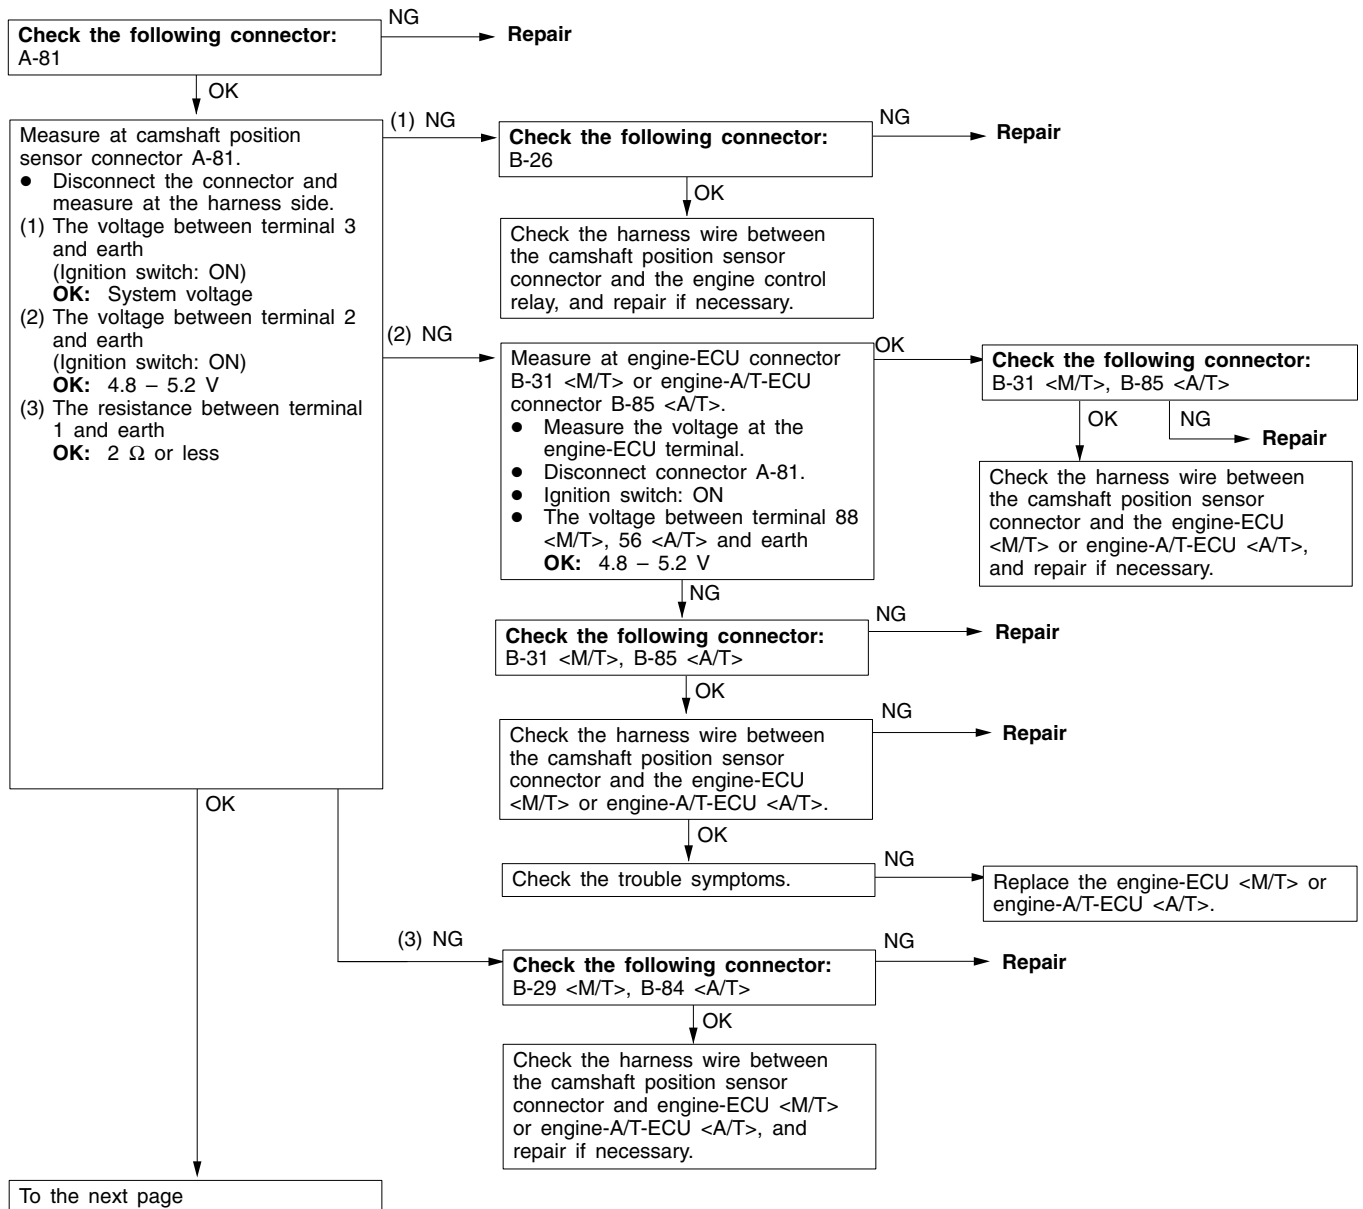 Check the following connector:
A-81
NG
Repair
OK
Measure at camshaft position
sensor connector A-81.
● Disconnect the connector and
measure at the harness side.
(1) The voltage between terminal 3
and earth
(Ignition switch: ON)
OK: System voltage
(2) The voltage between terminal 2
and earth
(Ignition switch: ON)
OK: 4.8 – 5.2 V
(3) The resistance between terminal
1 and earth
OK: 2 Ω or less
(1) NG
Check the following connector:
B-26
NG
Repair
OK
Check the harness wire between
the camshaft position sensor
connector and the engine control
relay, and repair if necessary.
(2) NG
Measure at engine-ECU connector
B-31 <M/T> or engine-A/T-ECU
connector B-85 <A/T>.
● Measure the voltage at the
engine-ECU terminal.
● Disconnect connector A-81.
● Ignition switch: ON
● The voltage between terminal 88
<M/T>, 56 <A/T> and earth
OK: 4.8 – 5.2 V
OK
Check the following connector:
B-31 <M/T>, B-85 <A/T>
OK
NG
Repair
Check the harness wire between
the camshaft position sensor
connector and the engine-ECU
<M/T> or engine-A/T-ECU <A/T>,
and repair if necessary.
NG
Check the following connector:
B-31 <M/T>, B-85 <A/T>
NG
Repair
OK
Check the harness wire between
the camshaft position sensor
connector and the engine-ECU
<M/T> or engine-A/T-ECU <A/T>.
NG
Repair
OK
Check the trouble symptoms.
NG
Replace the engine-ECU <M/T> or
engine-A/T-ECU <A/T>.
OK
(3) NG
Check the following connector:
B-29 <M/T>, B-84 <A/T>
NG
Repair
OK
Check the harness wire between
the camshaft position sensor
connector and engine-ECU <M/T>
or engine-A/T-ECU <A/T>, and
repair if necessary.
To the next page